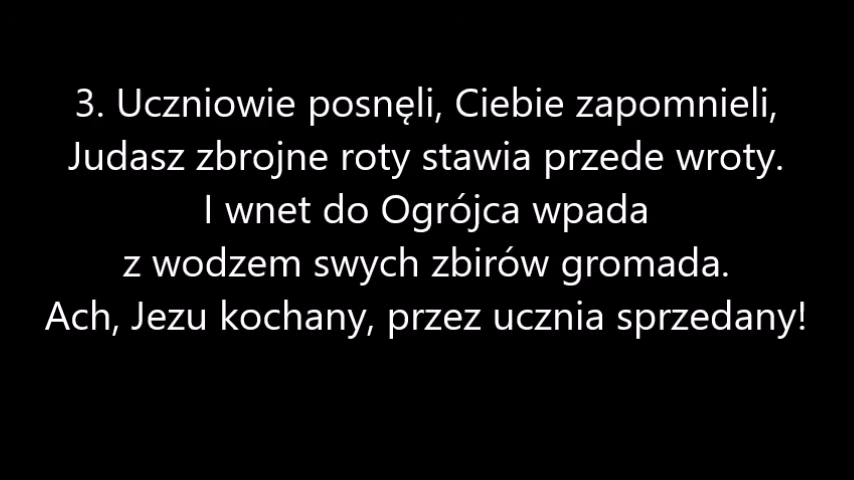 3. Uczniowie posnęli, Ciebie zapomnieli,
Judasz zbrojne roty stawia przede wroty.
I wnet do Ogrójca wpada
z wodzem swych zbirów gromada.
Ach, Jezu kochany, przez ucznia sprzedany!